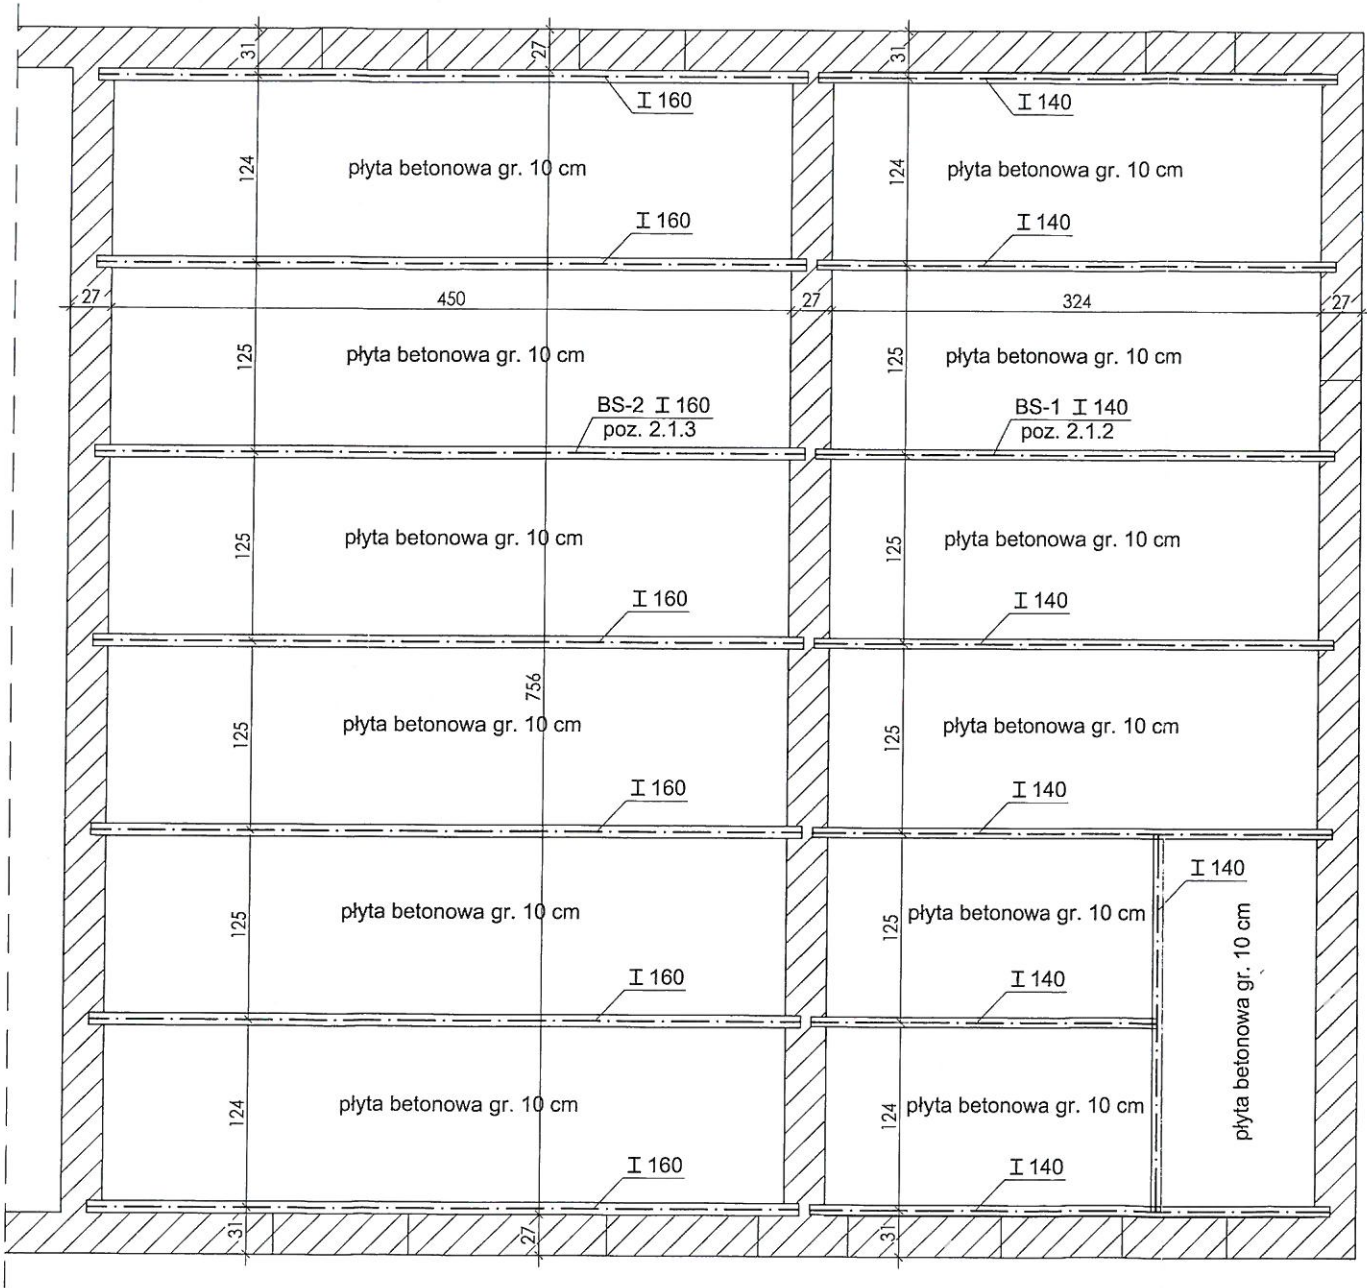 31
27
31
I 160
I 140
124
płyta betonowa gr. 10 cm
124
płyta betonowa gr. 10 cm
I 160
I 140
27
450
27
324
27
125
płyta betonowa gr. 10 cm
125
płyta betonowa gr. 10 cm
BS-2 I 160
poz. 2.1.3
BS-1 I 140
poz. 2.1.2
125
płyta betonowa gr. 10 cm
125
płyta betonowa gr. 10 cm
I 160
I 140
125
756
płyta betonowa gr. 10 cm
125
płyta betonowa gr. 10 cm
I 160
I 140
I 140
125
płyta betonowa gr. 10 cm
125
płyta betonowa gr. 10 cm
płyta betonowa gr. 10 cm
I 160
I 140
124
płyta betonowa gr. 10 cm
124
płyta betonowa gr. 10 cm
I 160
I 140
31
27
31